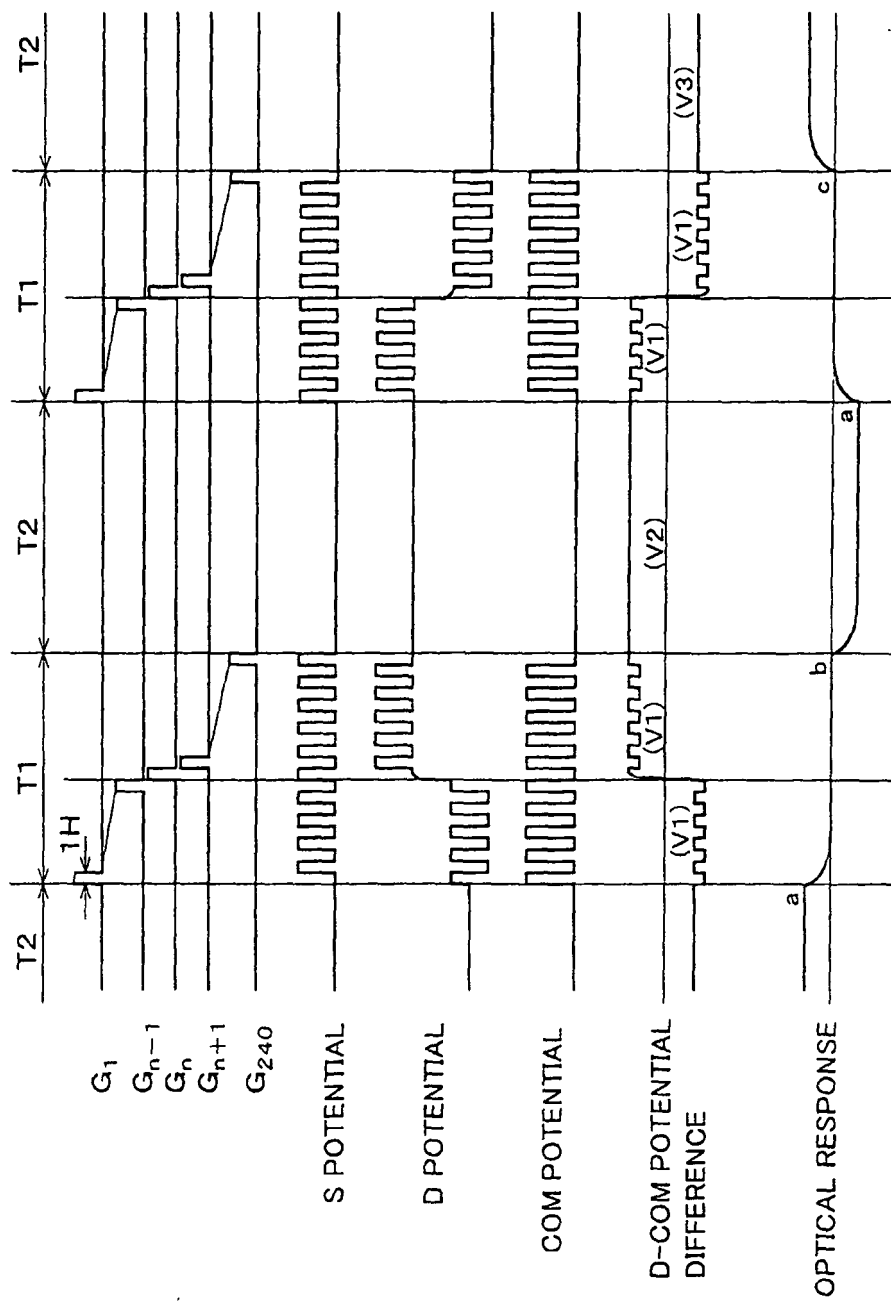 T2
T1
T2
T1
T2
1H
G1
Gn-1
Gn
Gn+1
G240
S POTENTIAL
D POTENTIAL
COM POTENTIAL
D-COM POTENTIAL
DIFFERENCE
(V1)
(V1)
(V2)
(V1)
(V1)
(V3)
OPTICAL RESPONSE
a
b
a
c